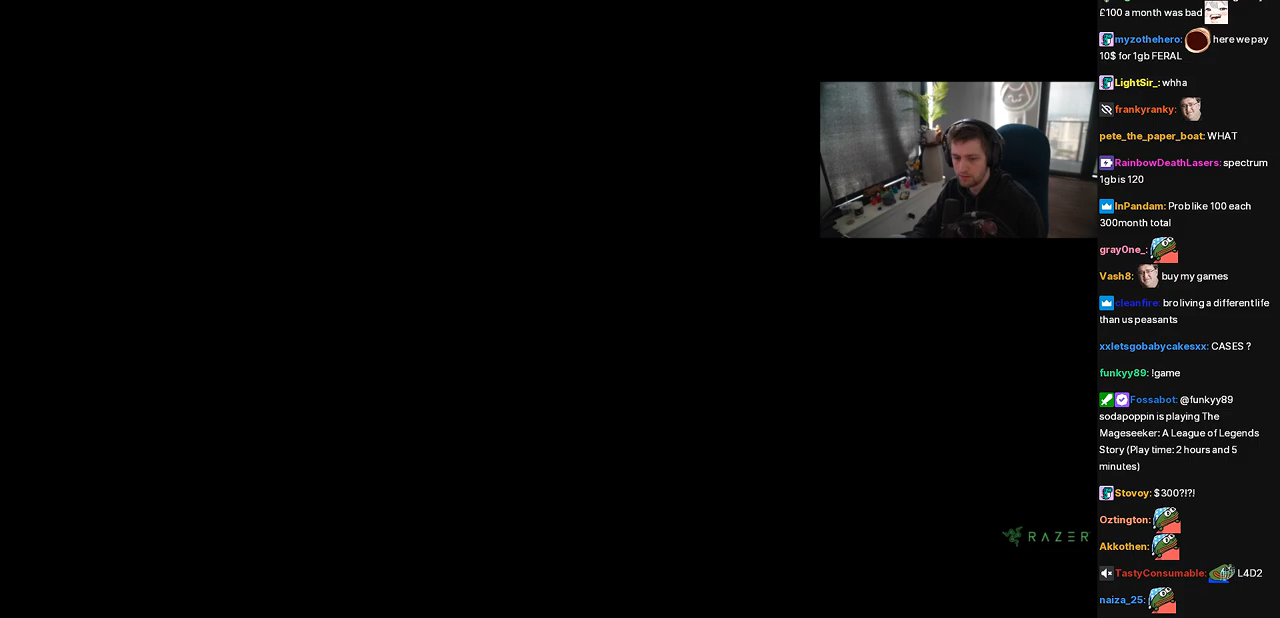 £100 a month was bad
myzothehero: here we pay
10$ for 1gb FERAL
LightSir_: whha
frankyranky:
pete_the_paper_boat: WHAT
RainbowDeathLasers: spectrum
1gb is 120
InPandam: Prob like 100 each
300month total
grayOne_:
Vash8: buy my games
cleanfire: bro living a different life
than us peasants
xxletsgobabycakesxx: CASES ?
funkyy89: !game
Fossabot: @funkyy89
sodapoppin is playing The
Mageseeker: A League of Legends
Story (Play time: 2 hours and 5
minutes)
Stovoy: $300?!?!
Oztington:
Akkothen:
TastyConsumable: L4D2
naiza_25:
RAZER